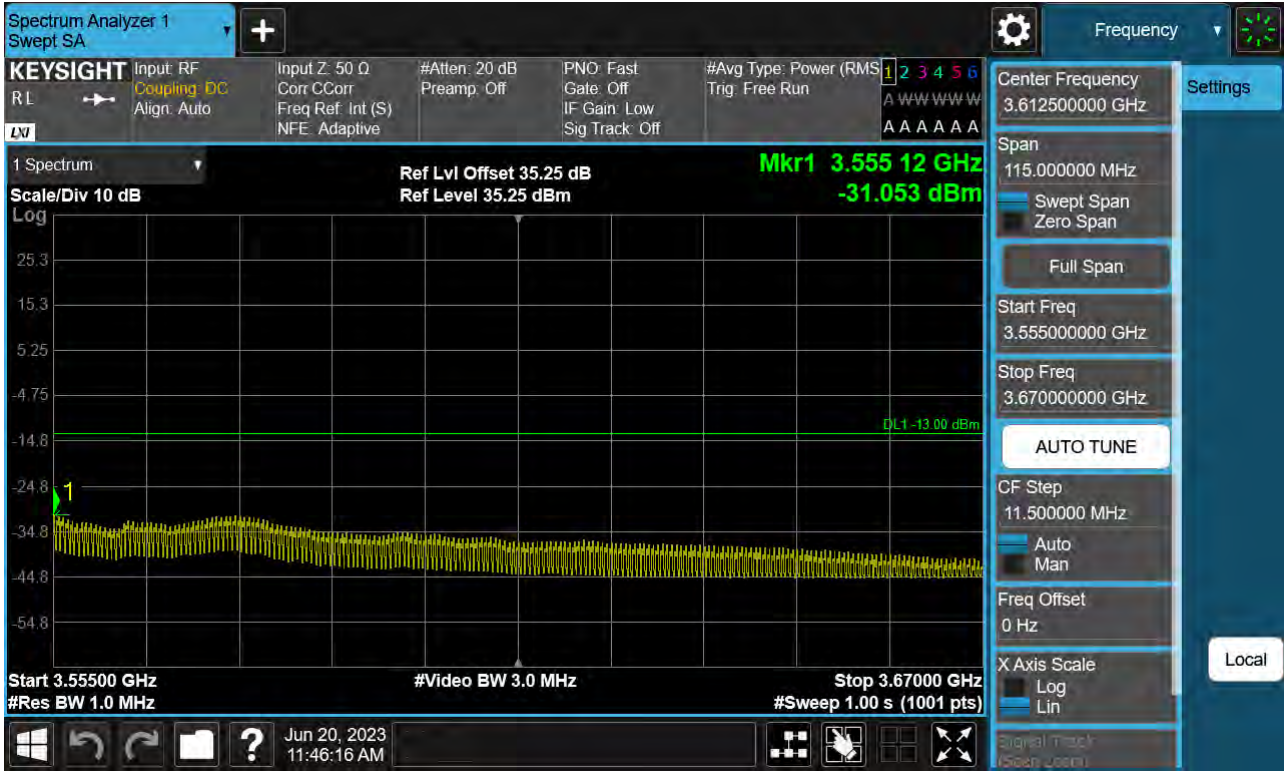 Spectrum Analyzer 1
Swept SA
Frequency
KEYSIGHT
R L
LXI
Input: RF
Coupling: DC
Align: Auto
Input Z: 50 Ω
Corr CCorr
Freq Ref: Int (S)
NFE: Adaptive
#Atten: 20 dB
Preamp: Off
PNO: Fast
Gate: Off
IF Gain: Low
Sig Track: Off
#Avg Type: Power (RMS
Trig: Free Run
1 2 3 4 5 6
A W W W W W
A A A A A A
1 Spectrum
Scale/Div 10 dB
Ref Lvl Offset 35.25 dB
Ref Level 35.25 dBm
Mkr1 3.555 12 GHz
-31.053 dBm
Log
25.3
15.3
5.25
-4.75
DL1 -13.00 dBm
-14.8
-24.8
1
-34.8
-44.8
-54.8
Start 3.55500 GHz
#Res BW 1.0 MHz
#Video BW 3.0 MHz
Stop 3.67000 GHz
#Sweep 1.00 s (1001 pts)
Center Frequency
3.612500000 GHz
Span
115.000000 MHz
Swept Span
Zero Span
Full Span
Start Freq
3.555000000 GHz
Stop Freq
3.670000000 GHz
AUTO TUNE
CF Step
11.500000 MHz
Auto
Man
Freq Offset
0 Hz
X Axis Scale
Log
Lin
Signal Track
(Span Zoom)
Settings
Local
?
Jun 20, 2023
11:46:16 AM